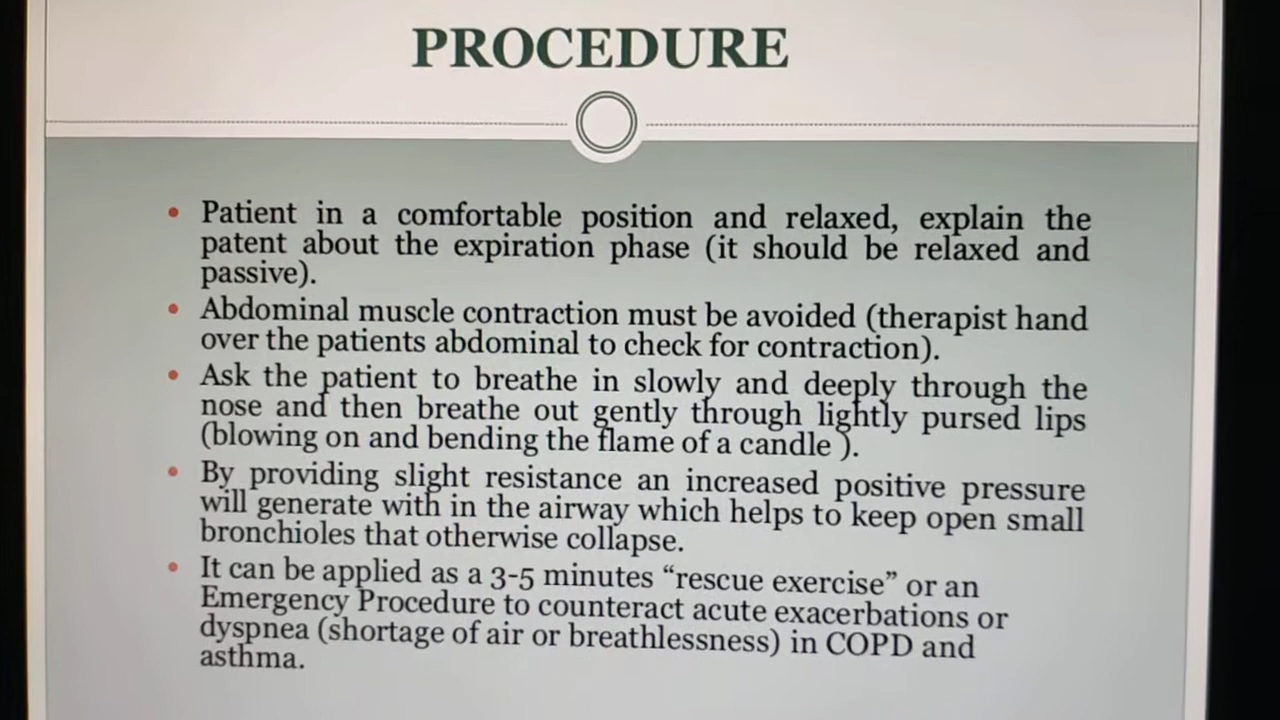 PROCEDURE
• Patient in a comfortable position and relaxed, explain the
patent about the expiration phase (it should be relaxed and
passive).
• Abdominal muscle contraction must be avoided (therapist hand
over the patients abdominal to check for contraction).
• Ask the patient to breathe in slowly and deeply through the
nose and then breathe out gently through lightly pursed lips
(blowing on and bending the flame of a candle ).
• By providing slight resistance an increased positive pressure
will generate with in the airway which helps to keep open small
bronchioles that otherwise collapse.
• It can be applied as a 3-5 minutes “rescue exercise” or an
Emergency Procedure to counteract acute exacerbations or
dyspnea (shortage of air or breathlessness) in COPD and
asthma.